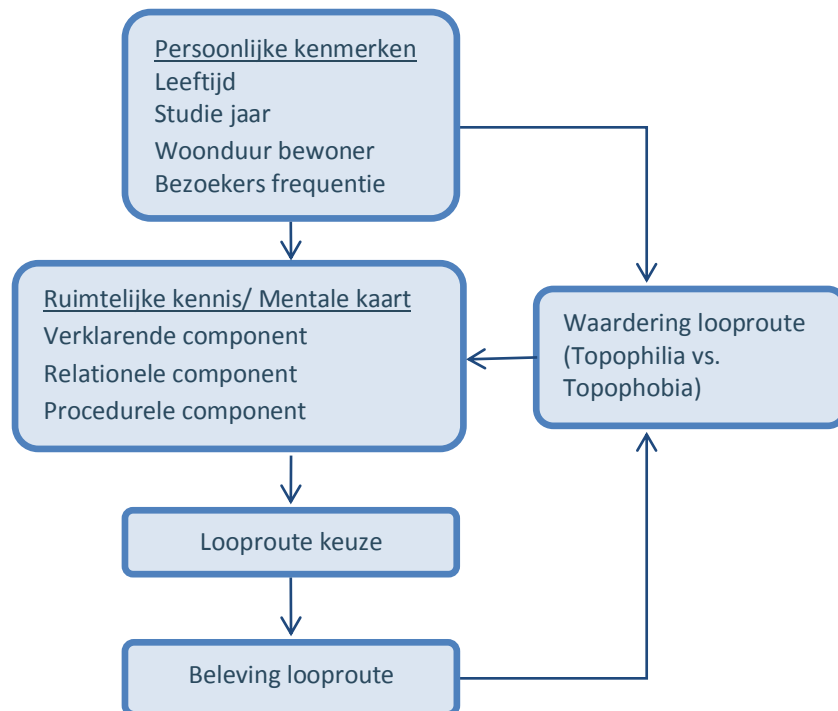 Persoonlijke kenmerken
Leeftijd
Studie jaar
Woonduur bewoner
Bezoekers frequentie
Ruimtelijke kennis/ Mentale kaart
Verklarende component
Relationele component
Procedurele component
Waardering looproute
(Topophilia vs.
Topophobia)
Looproute keuze
Beleving looproute